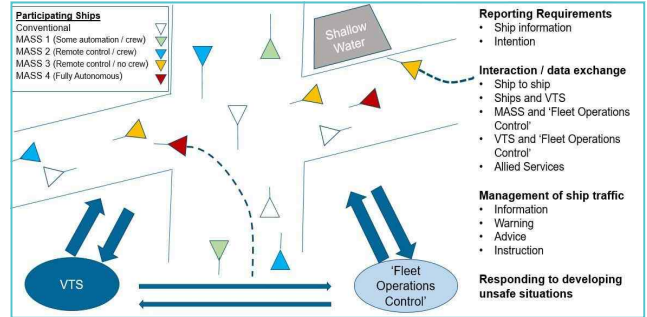 Participating Ships
Conventional
MASS 1 (Some automation / crew)
MASS 2 (Remote control / crew)
MASS 3 (Remote control / no crew)
MASS 4 (Fully Autonomous)
Shallow
Water
VTS
'Fleet
Operations
Control'
Reporting Requirements
• Ship information
• Intention
Interaction / data exchange
• Ship to ship
• Ships and VTS
• MASS and 'Fleet Operations
Control'
• VTS and 'Fleet Operations
Control'
• Allied Services
Management of ship traffic
• Information
• Warning
• Advice
• Instruction
Responding to developing
unsafe situations